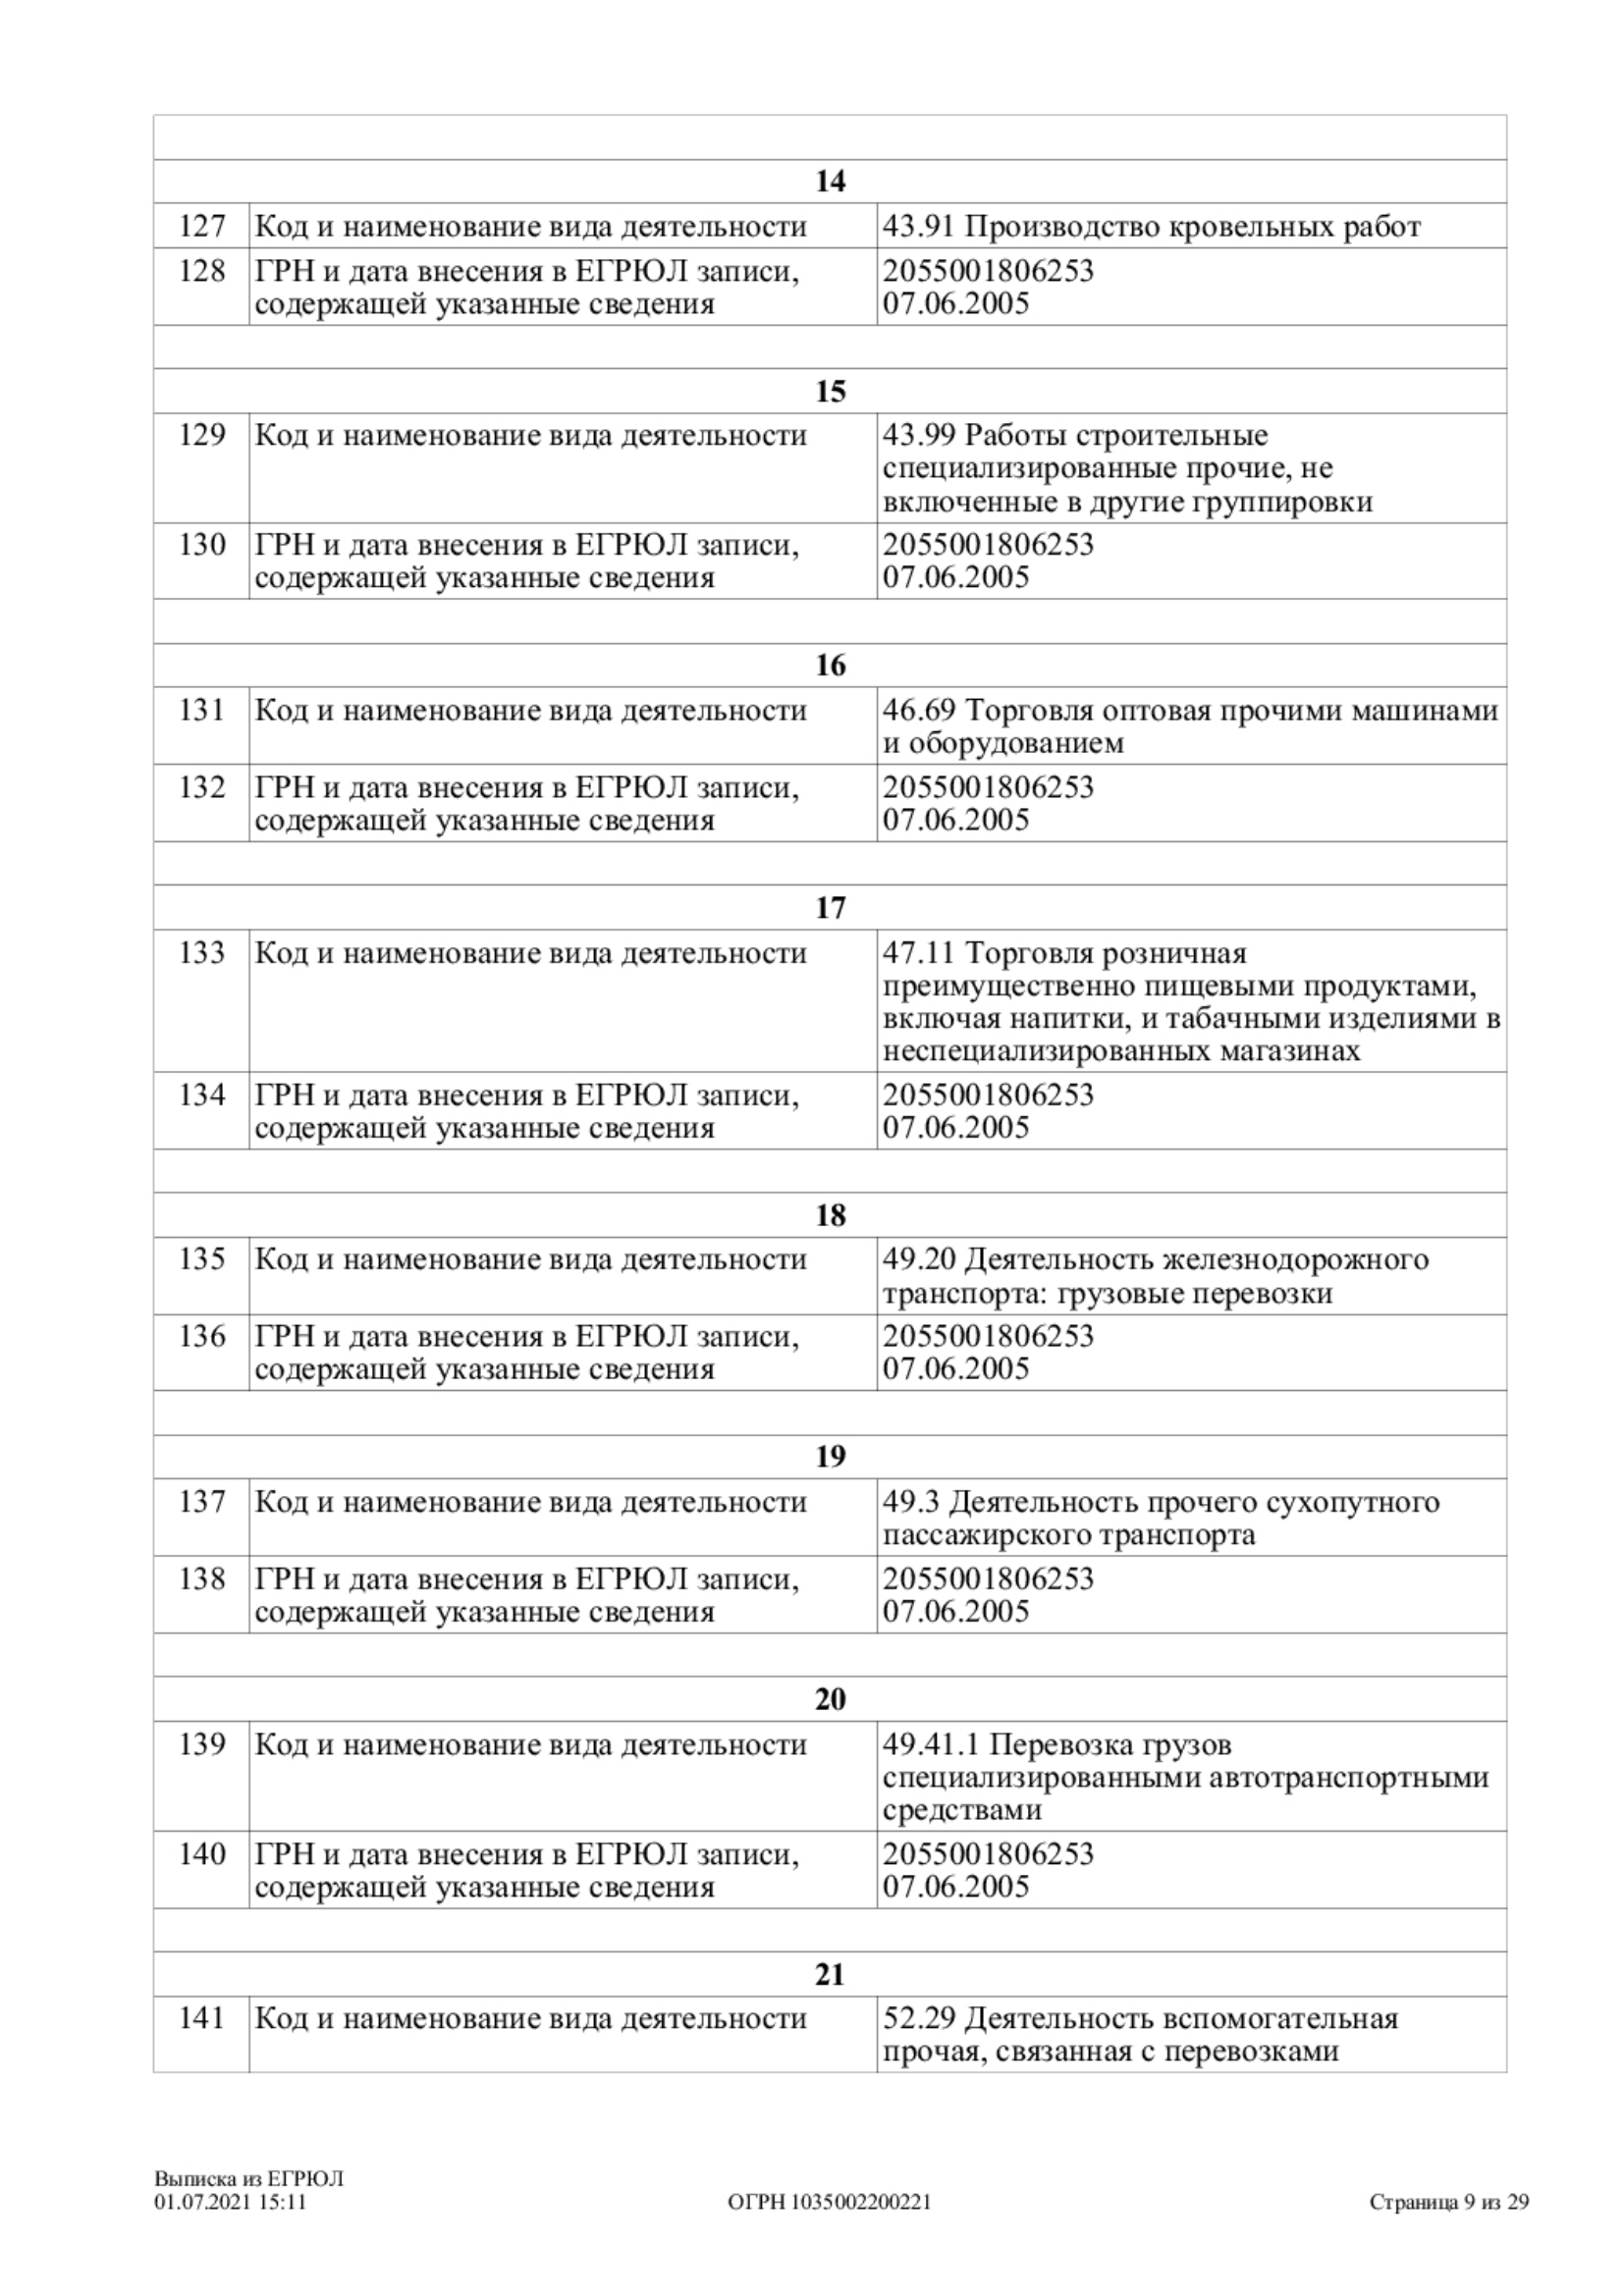 14
127 Код и наименование вида деятельности 43.91 Производство кровельных работ
128 ГРН и дата внесения в ЕГРЮЛ записи, 2055001806253
содержащей указанные сведения 07.06.2005
15
129 Код и наименование вида деятельности 43.99 Работы строительные
специализированные прочие, не
включенные в другие группировки
130 ГРН и дата внесения в ЕГРЮЛ записи, 2055001806253
содержащей указанные сведения 07.06.2005
16
131 Код и наименование вида деятельности 46.69 Торговля оптовая прочими машинами
и оборудованием
132 ГРН и дата внесения в ЕГРЮЛ записи, 2055001806253
содержащей указанные сведения 07.06.2005
17
133 Код и наименование вида деятельности 47.11 Торговля розничная
преимущественно пищевыми продуктами,
включая напитки, и табачными изделиями в
неспециализированных магазинах
134 ГРН и дата внесения в ЕГРЮЛ записи, 2055001806253
содержащей указанные сведения 07.06.2005
18
135 Код и наименование вида деятельности 49.20 Деятельность железнодорожного
транспорта: грузовые перевозки
136 ГРН и дата внесения в ЕГРЮЛ записи, 2055001806253
содержащей указанные сведения 07.06.2005
19
137 Код и наименование вида деятельности 49.3 Деятельность прочего сухопутного
пассажирского транспорта
138 ГРН и дата внесения в ЕГРЮЛ записи, 2055001806253
содержащей указанные сведения 07.06.2005
20
139 Код и наименование вида деятельности 49.41.1 Перевозка грузов
специализированными автотранспортными
средствами
140 ГРН и дата внесения в ЕГРЮЛ записи, 2055001806253
содержащей указанные сведения 07.06.2005
21
141 Код и наименование вида деятельности 52.29 Деятельность вспомогательная
прочая, связанная с перевозками
Выписка из ЕГРЮЛ
01.07.2021 15:11 ОГРН 1035002200221 Страница 9 из 29